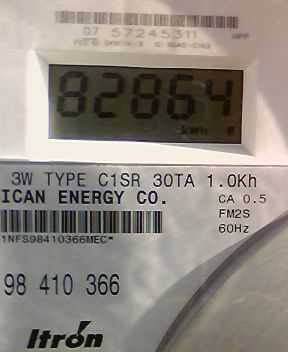 07 57245311 MPP
82864
kWh
3W TYPE C1SR 30TA 1.0Kh
ICAN ENERGY CO. CA 0.5
FM2S
1NFS98410366MEC* 60Hz
98 410 366
Itron